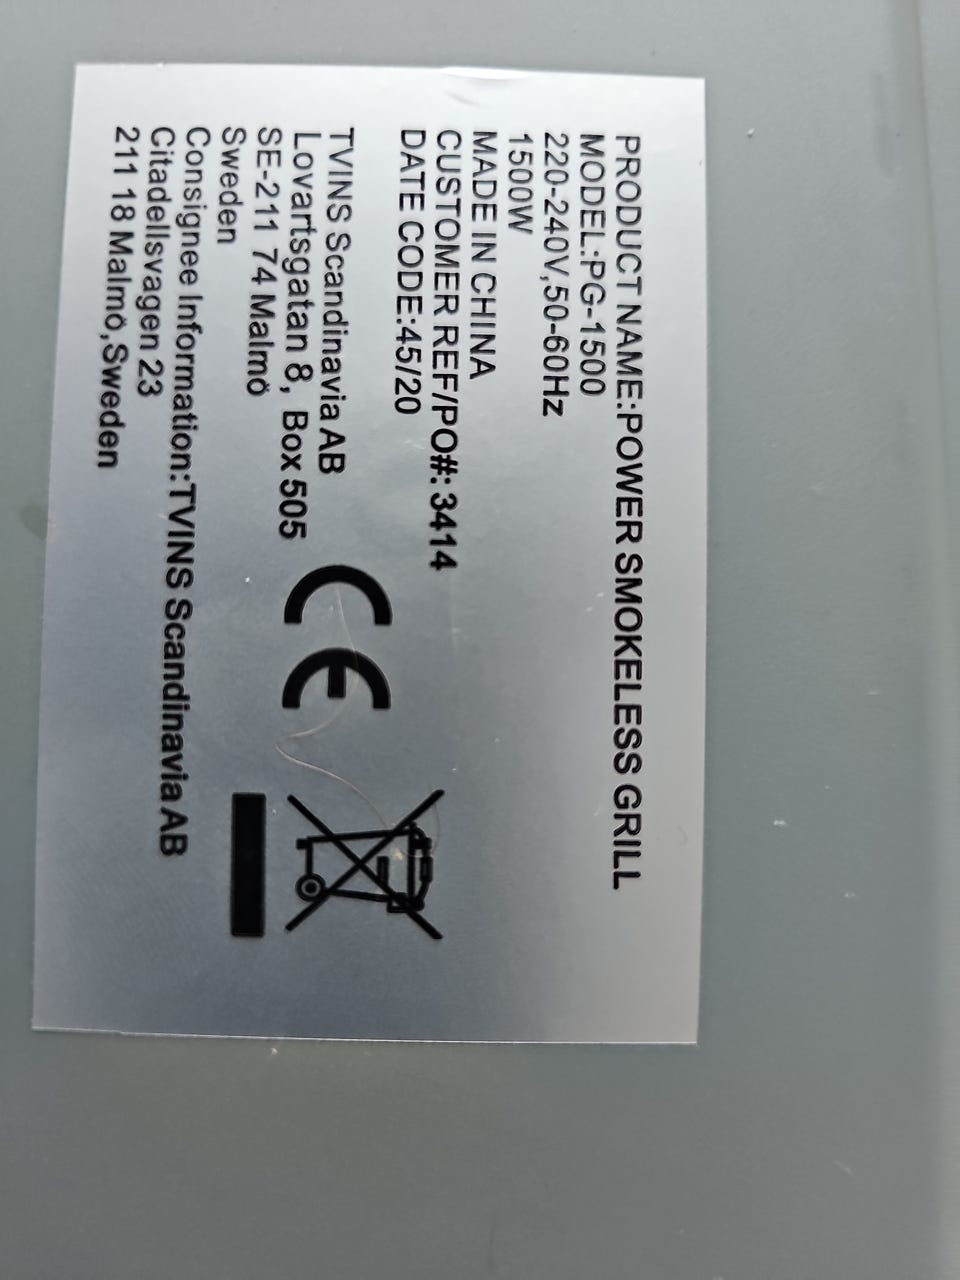 PRODUCT NAME:POWER SMOKELESS GRILL
MODEL:PG-1500
220-240V,50-60Hz
1500W
MADE IN CHINA
CUSTOMER REF/PO#: 3414
DATE CODE:45/20
TVINS Scandinavia AB
Lovartsgatan 8, Box 505
SE-211 74 Malmö
Sweden
Consignee Information:TVINS Scandinavia AB
Citadellsvagen 23
211 18 Malmö,Sweden
CE